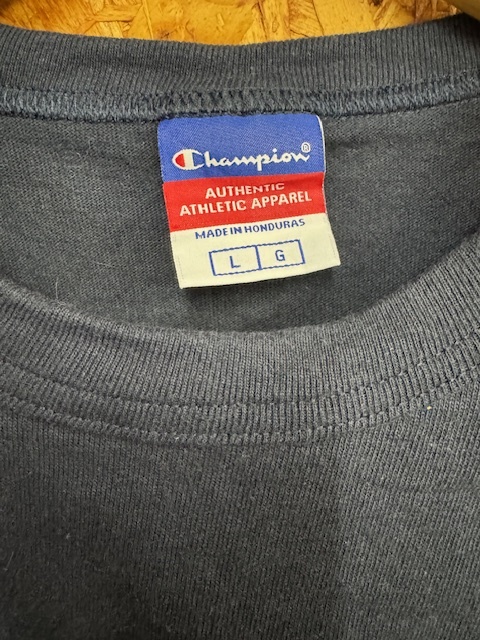 Champion®
AUTHENTIC
ATHLETIC APPAREL
MADE IN HONDURAS
L G